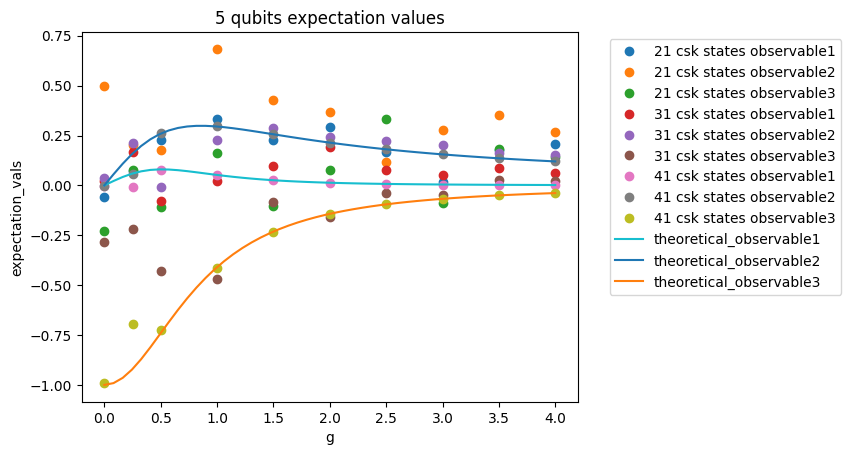 5 qubits expectation values
expectation_vals
0.75
0.50
0.25
0.00
−0.25
−0.50
−0.75
−1.00
0.0 0.5 1.0 1.5 2.0 2.5 3.0 3.5 4.0
g
21 csk states observable1
21 csk states observable2
21 csk states observable3
31 csk states observable1
31 csk states observable2
31 csk states observable3
41 csk states observable1
41 csk states observable2
41 csk states observable3
theoretical_observable1
theoretical_observable2
theoretical_observable3